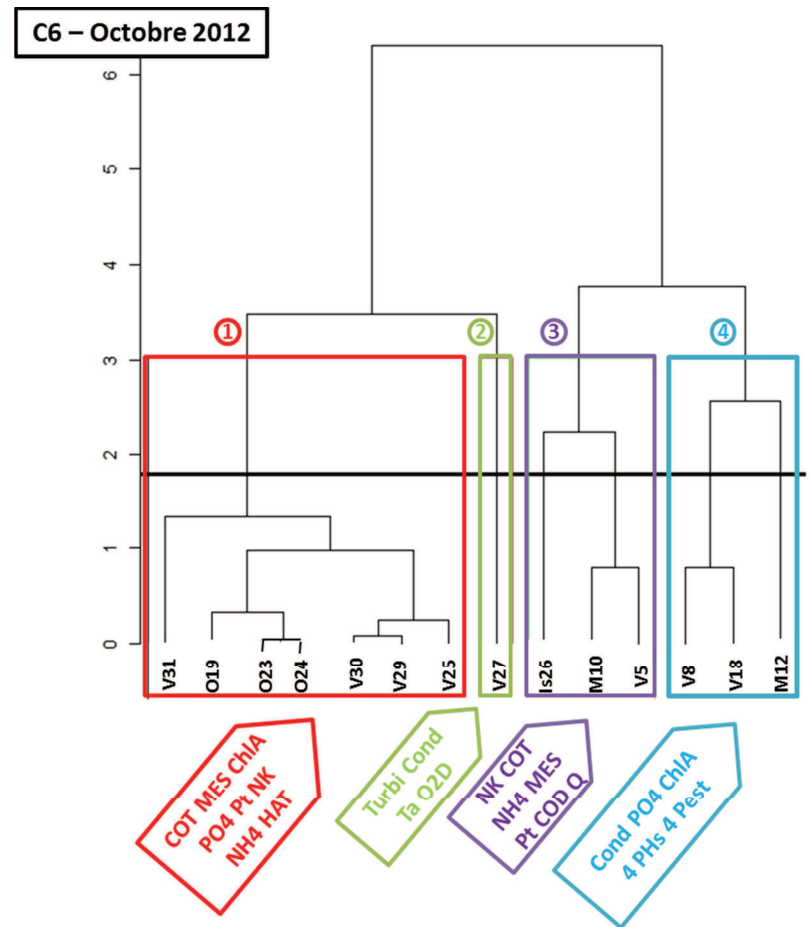 C6 – Octobre 2012
6
5
4
3
2
1
0
1
2
3
4
V31
O19
O23
O24
V30
V29
V25
V27
Is26
M10
V5
V8
V18
M12
COT MES ChlA
PO4 Pt NK
NH4 HAT
Turbi Cond
Ta O2D
NK COT
NH4 MES
Pt COD Q
Cond PO4 ChlA
4 PHs 4 Pest